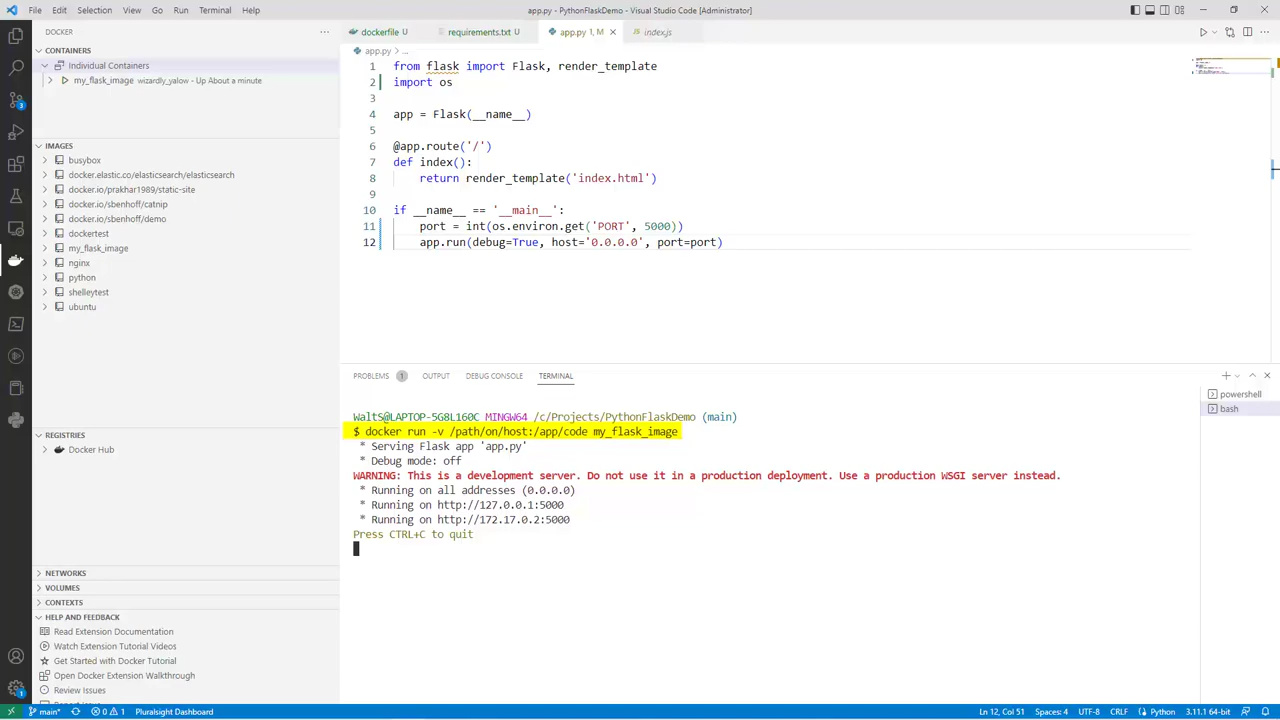 File Edit Selection View Go Run Terminal Help
app.py - PythonFlaskDemo - Visual Studio Code [Administrator]
DOCKER
CONTAINERS
Individual Containers
my_flask_image wizardly_yalow - Up About a minute
IMAGES
busybox
docker.elastic.co/elasticsearch/elasticsearch
docker.io/prakhar1989/static-site
docker.io/sbenhoff/catnip
docker.io/sbenhoff/demo
dockertest
my_flask_image
nginx
python
shelleytest
ubuntu
REGISTRIES
Docker Hub
NETWORKS
VOLUMES
CONTEXTS
HELP AND FEEDBACK
Read Extension Documentation
Watch Extension Tutorial Videos
Get Started with Docker Tutorial
Open Docker Extension Walkthrough
Review Issues
dockerfile U
requirements.txt U
app.py 1, M
index.js
app.py > ...
1 from flask import Flask, render_template
2 import os
3
4 app = Flask(__name__)
5
6 @app.route('/')
7 def index():
8 return render_template('index.html')
9
10 if __name__ == '__main__':
11 port = int(os.environ.get('PORT', 5000))
12 app.run(debug=True, host='0.0.0.0', port=port)
PROBLEMS 1 OUTPUT DEBUG CONSOLE TERMINAL
WaltS@LAPTOP-5G8L160C MINGW64 /c/Projects/PythonFlaskDemo (main)
$ docker run -v /path/on/host:/app/code my_flask_image
* Serving Flask app 'app.py'
* Debug mode: off
WARNING: This is a development server. Do not use it in a production deployment. Use a production WSGI server instead.
* Running on all addresses (0.0.0.0)
* Running on http://127.0.0.1:5000
* Running on http://172.17.0.2:5000
Press CTRL+C to quit
powershell
bash
3
1
main* 0 1 Pluralsight Dashboard
Ln 12, Col 51 Spaces: 4 UTF-8 CRLF Python 3.11.1 64-bit